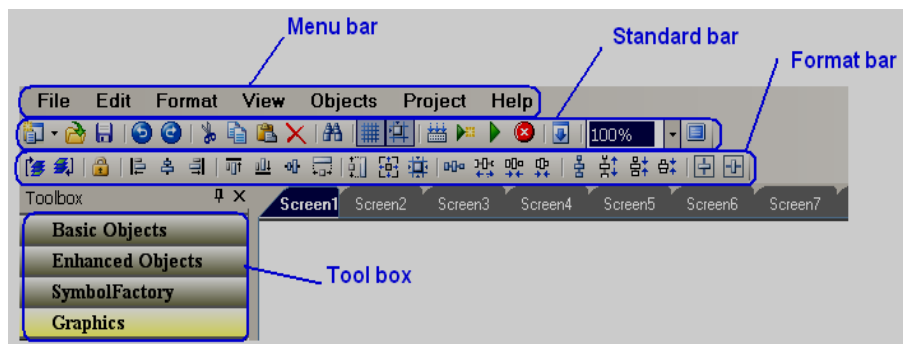 Menu bar
Standard bar
Format bar
File Edit Format View Objects Project Help
100%
Toolbox
Screen1 Screen2 Screen3 Screen4 Screen5 Screen6 Screen7
Basic Objects
Enhanced Objects
Tool box
SymbolFactory
Graphics